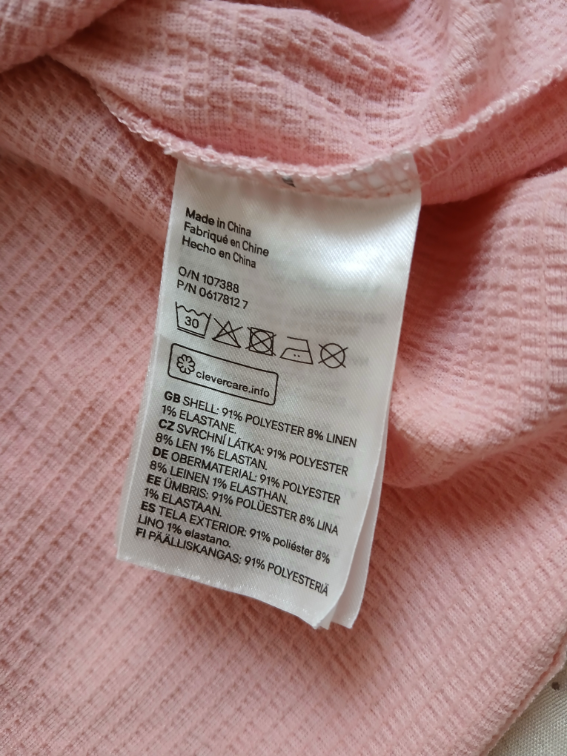 Made in China
Fabriqué en Chine
Hecho en China
O/N 107388
P/N 0617812 7
30
clevercare.info
GB SHELL: 91% POLYESTER 8% LINEN
1% ELASTANE.
CZ SVRCHNÍ LÁTKA: 91% POLYESTER
8% LEN 1% ELASTAN.
DE OBERMATERIAL: 91% POLYESTER
8% LEINEN 1% ELASTHAN.
EE ÜMBRIS: 91% POLÜESTER 8% LINA
1% ELASTAAN.
ES TELA EXTERIOR: 91% poliéster 8%
LINO 1% elastano.
FI PÄÄLLISKANGAS: 91% POLYESTERIÄ